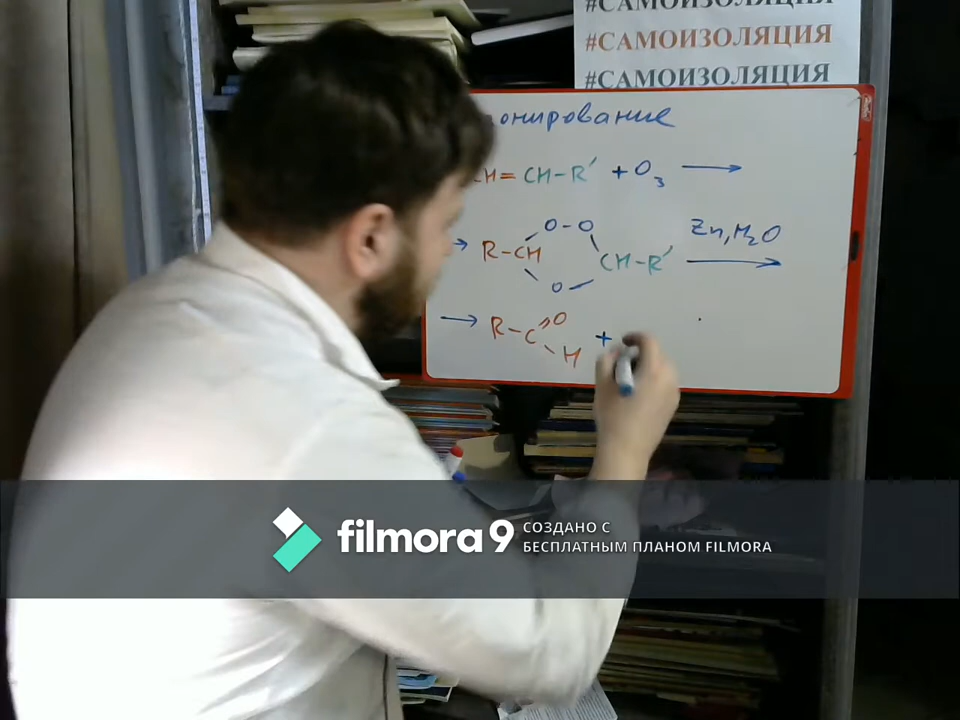 #САМОИЗОЛЯЦИЯ
#САМОИЗОЛЯЦИЯ
#САМОИЗОЛЯЦИЯ
онирование
CH=CH-R' + O₃ →
O-O
Zn, H₂O
→ R-CH CH-R' →
O
→ R-C=O +
H
filmora9 СОЗДАНО С
БЕСПЛАТНЫМ ПЛАНОМ FILMORA